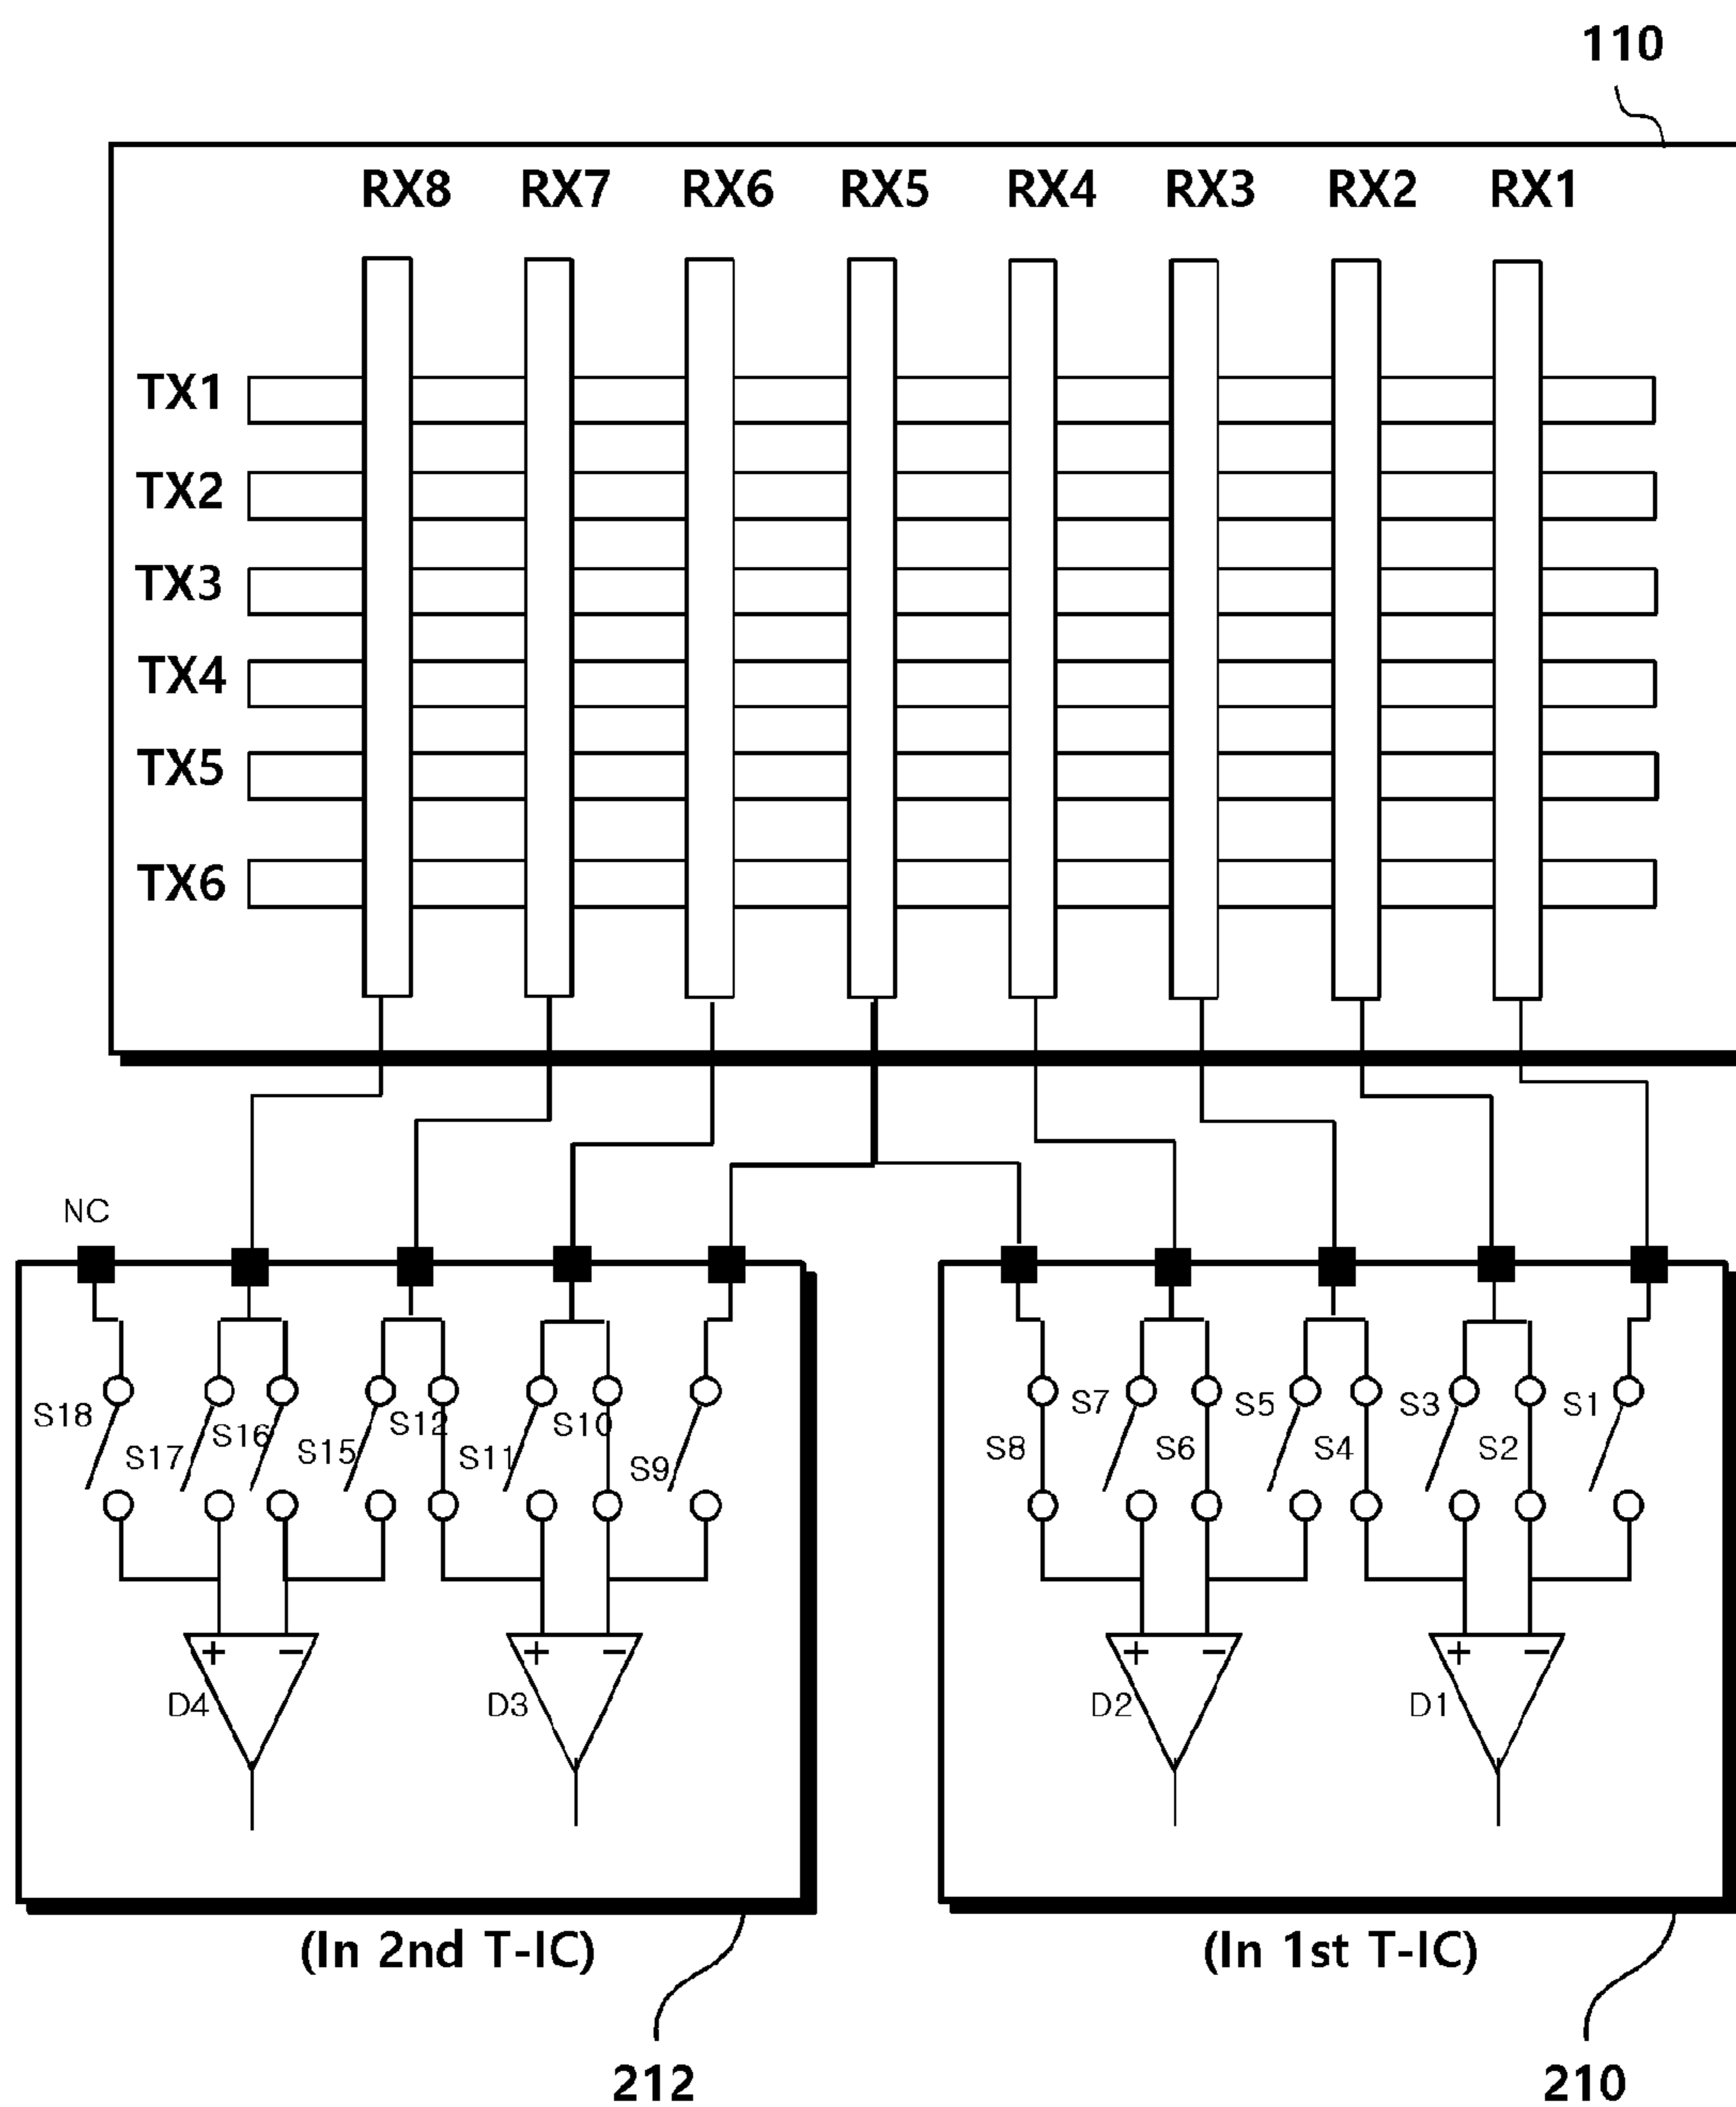 110
RX8 RX7 RX6 RX5 RX4 RX3 RX2 RX1
TX1
TX2
TX3
TX4
TX5
TX6
NC
S18 S17 S16 S15 S12 S11 S10 S9 S8 S7 S6 S5 S4 S3 S2 S1
+ − + − + − + −
D4 D3 D2 D1
(In 2nd T-IC) (In 1st T-IC)
212 210